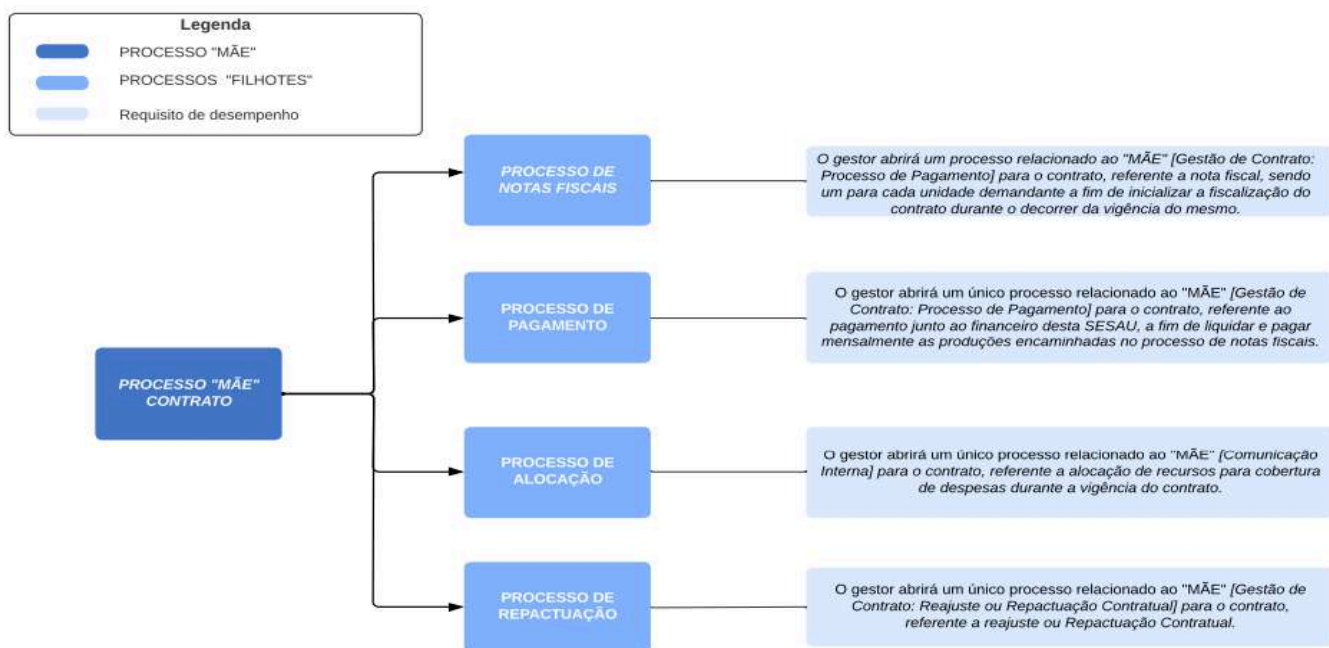 Legenda
PROCESSO "MÃE"
PROCESSOS "FILHOTES"
Requisito de desempenho
PROCESSO "MÃE"
CONTRATO
PROCESSO DE
NOTAS FISCAIS
O gestor abrirá um processo relacionado ao "MÃE" [Gestão de Contrato:
Processo de Pagamento] para o contrato, referente a nota fiscal, sendo
um para cada unidade demandante a fim de inicializar a fiscalização do
contrato durante o decorrer da vigência do mesmo.
PROCESSO DE
PAGAMENTO
O gestor abrirá um único processo relacionado ao "MÃE" [Gestão de
Contrato: Processo de Pagamento] para o contrato, referente ao
pagamento junto ao financeiro desta SESAU, a fim de liquidar e pagar
mensalmente as produções encaminhadas no processo de notas fiscais.
PROCESSO DE
ALOCAÇÃO
O gestor abrirá um único processo relacionado ao "MÃE" [Comunicação
Interna] para o contrato, referente a alocação de recursos para cobertura
de despesas durante a vigência do contrato.
PROCESSO DE
REPACTUAÇÃO
O gestor abrirá um único processo relacionado ao "MÃE" [Gestão de
Contrato: Reajuste ou Repactuação Contratual] para o contrato,
referente a reajuste ou Repactuação Contratual.